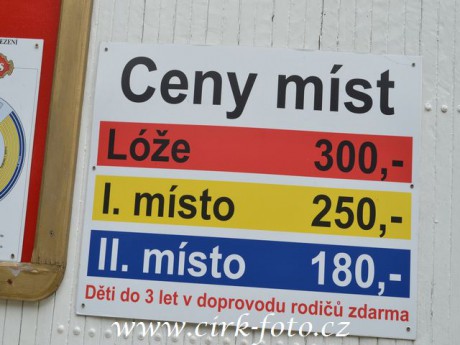 EZENÍ
Ceny míst
Lóže 300,-
I. místo 250,-
II. místo 180,-
Děti do 3 let v doprovodu rodičů zdarma
www.cirk-foto.cz